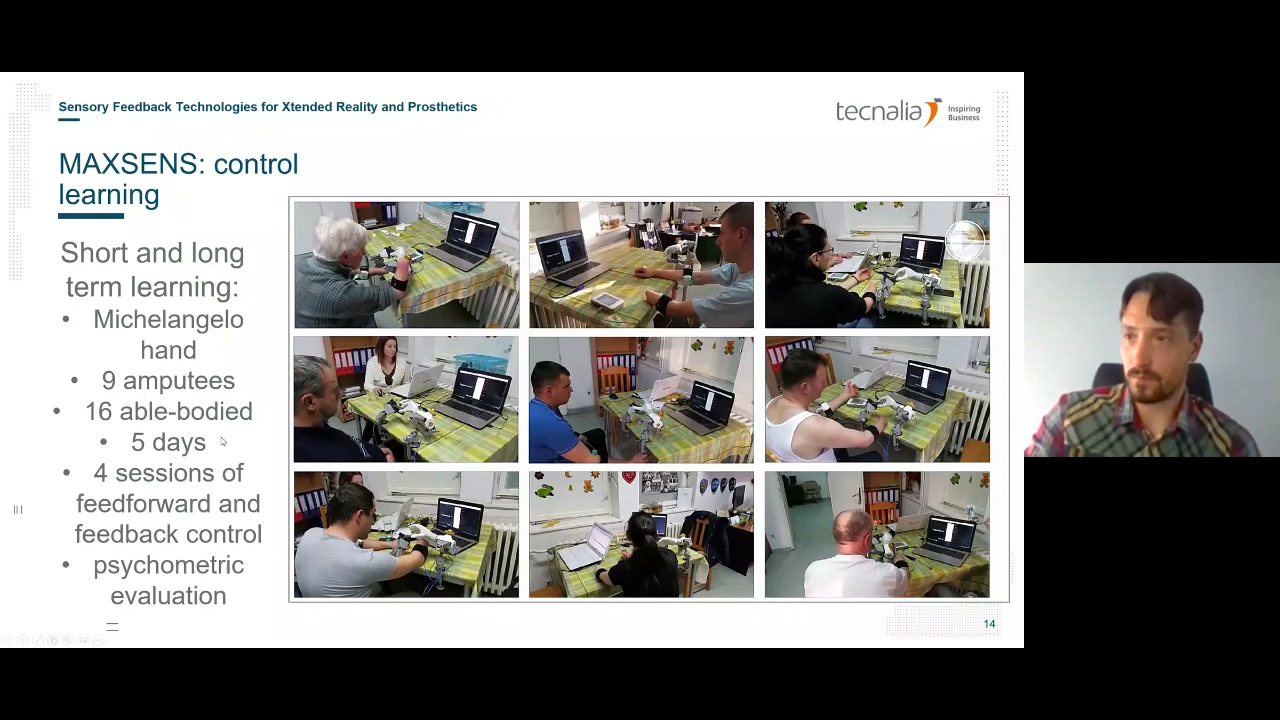 Sensory Feedback Technologies for Xtended Reality and Prosthetics
tecnalia
Inspiring
Business
MAXSENS: control
learning
Short and long
term learning:
• Michelangelo
hand
• 9 amputees
• 16 able-bodied
• 5 days
• 4 sessions of
feedforward and
feedback control
• psychometric
evaluation
14